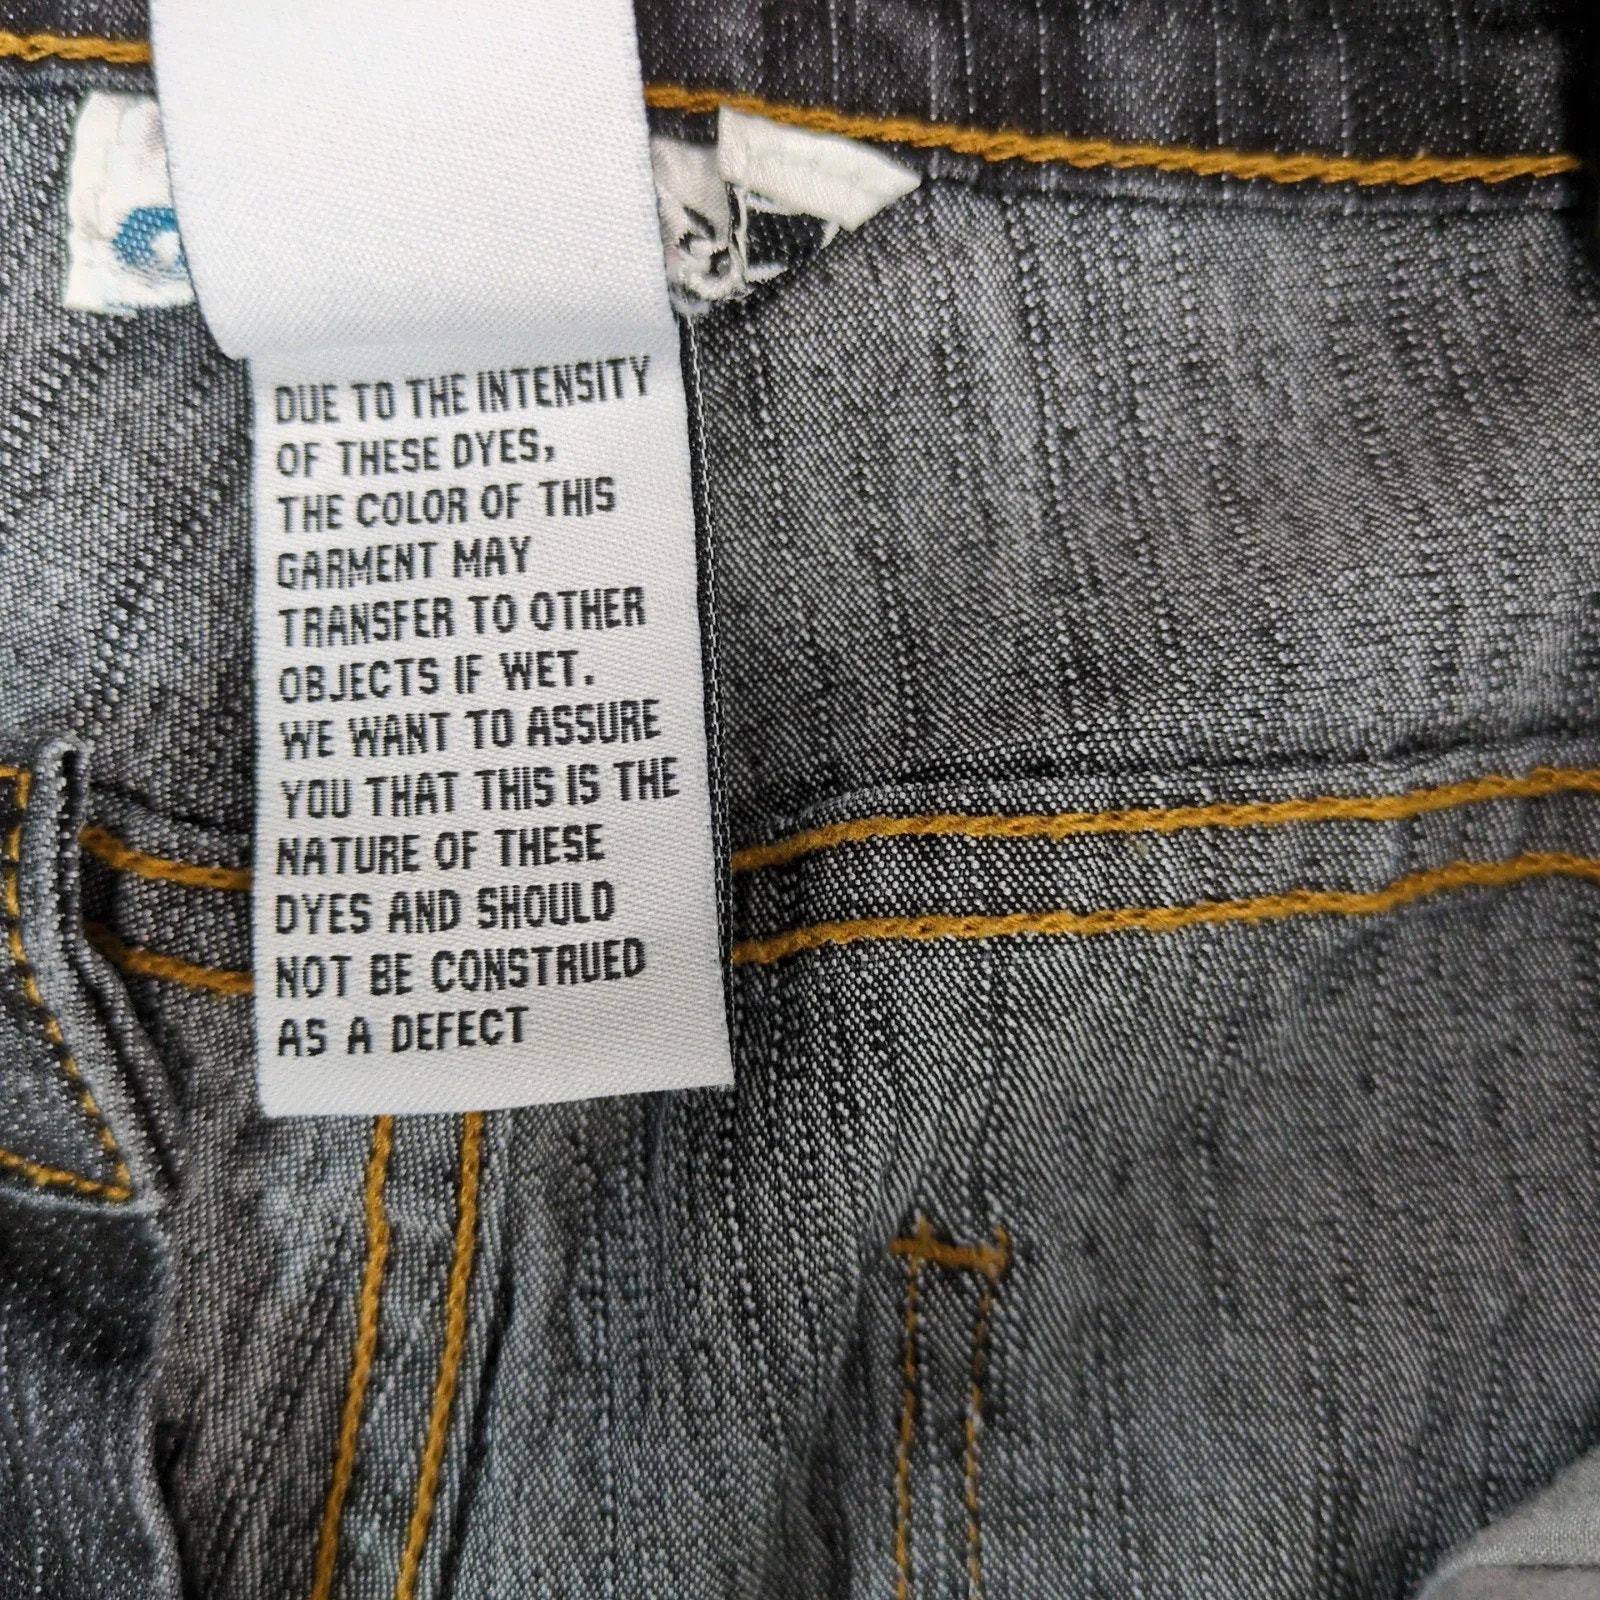 DUE TO THE INTENSITY
OF THESE DYES,
THE COLOR OF THIS
GARMENT MAY
TRANSFER TO OTHER
OBJECTS IF WET.
WE WANT TO ASSURE
YOU THAT THIS IS THE
NATURE OF THESE
DYES AND SHOULD
NOT BE CONSTRUED
AS A DEFECT